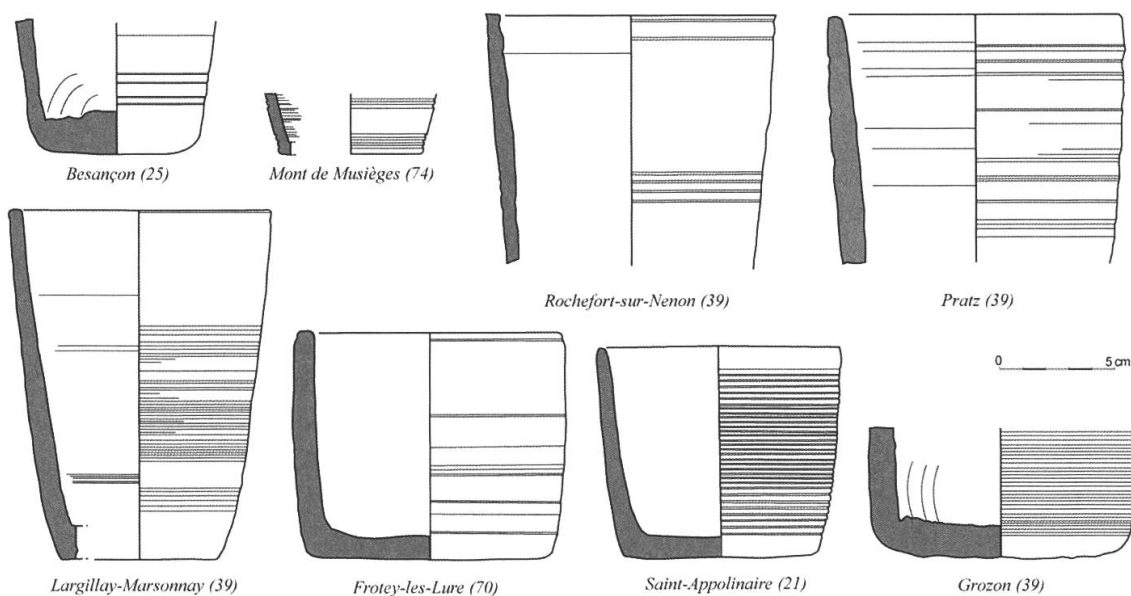 Besançon (25)
Mont de Musièges (74)
Rochefort-sur-Nenon (39)
Pratz (39)
0 5 cm
Largillay-Marsonnay (39)
Frotey-les-Lure (70)
Saint-Appolinaire (21)
Grozon (39)